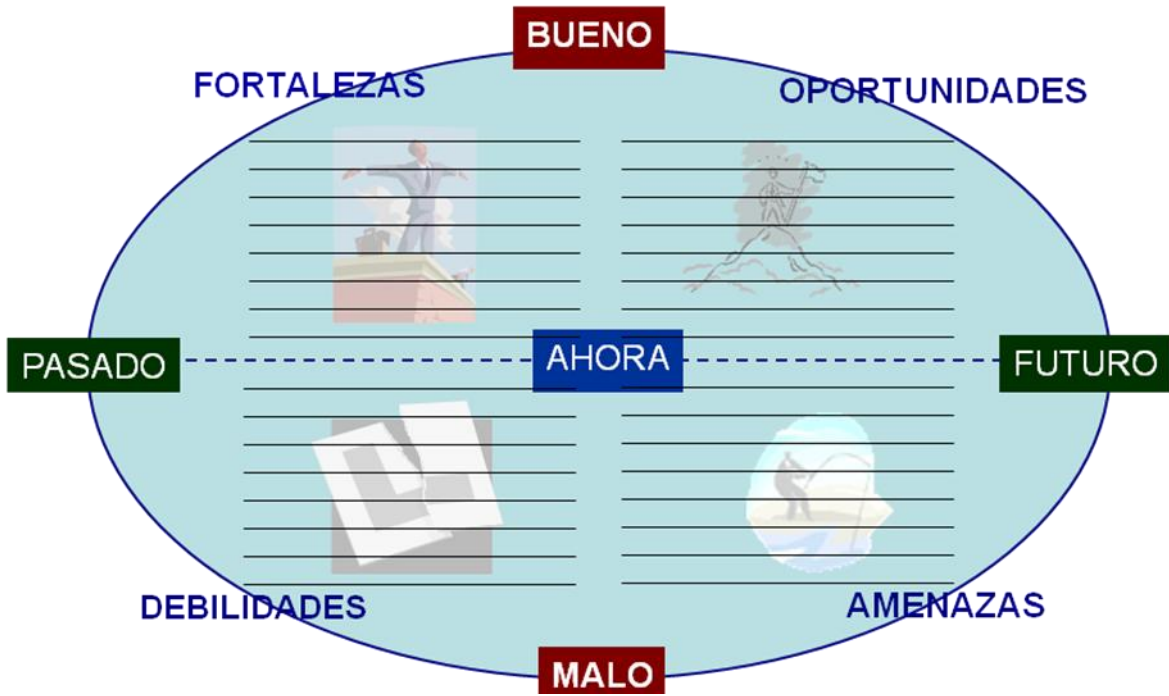 BUENO
FORTALEZAS
OPORTUNIDADES
PASADO
AHORA
FUTURO
DEBILIDADES
AMENAZAS
MALO